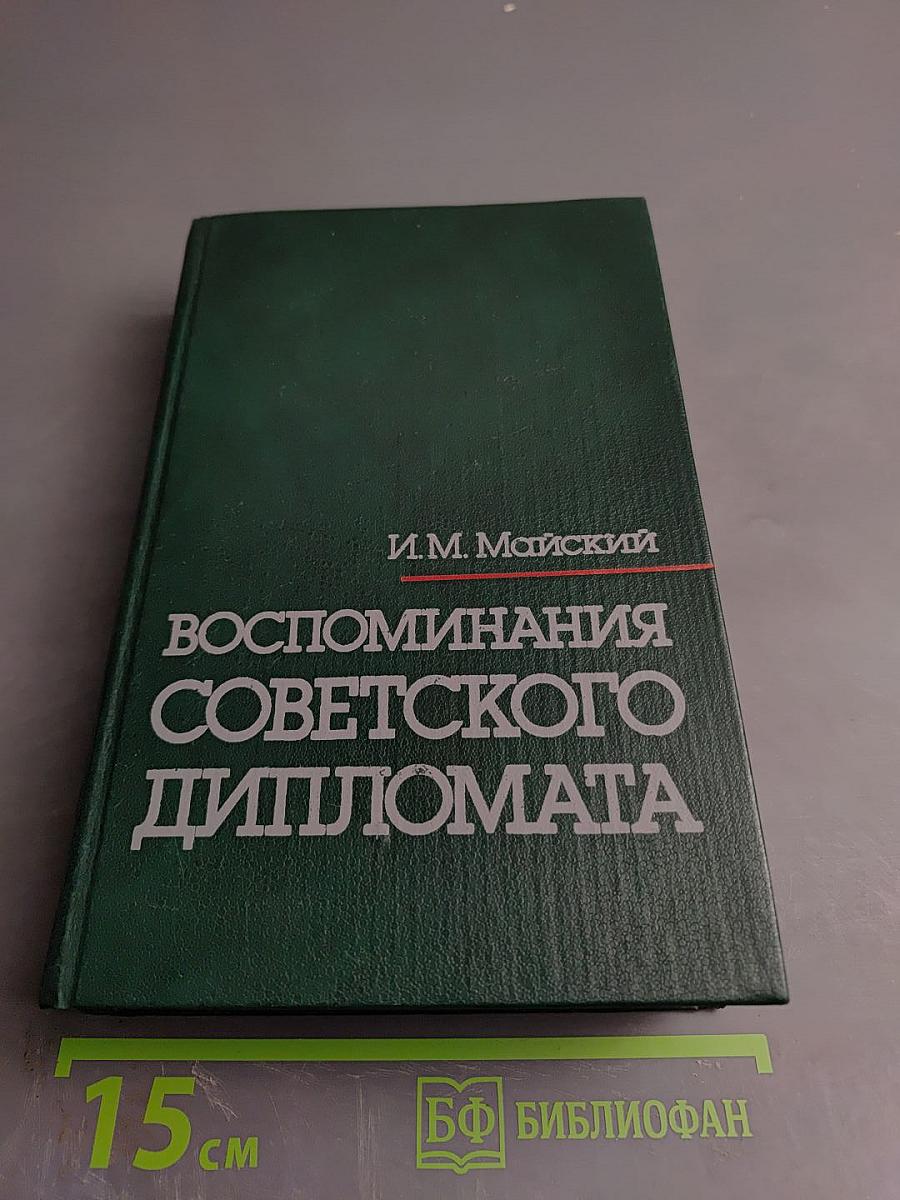 И.М. Майский
ВОСПОМИНАНИЯ
СОВЕТСКОГО
ДИПЛОМАТА
15 см
БФ БИБЛИОФАН